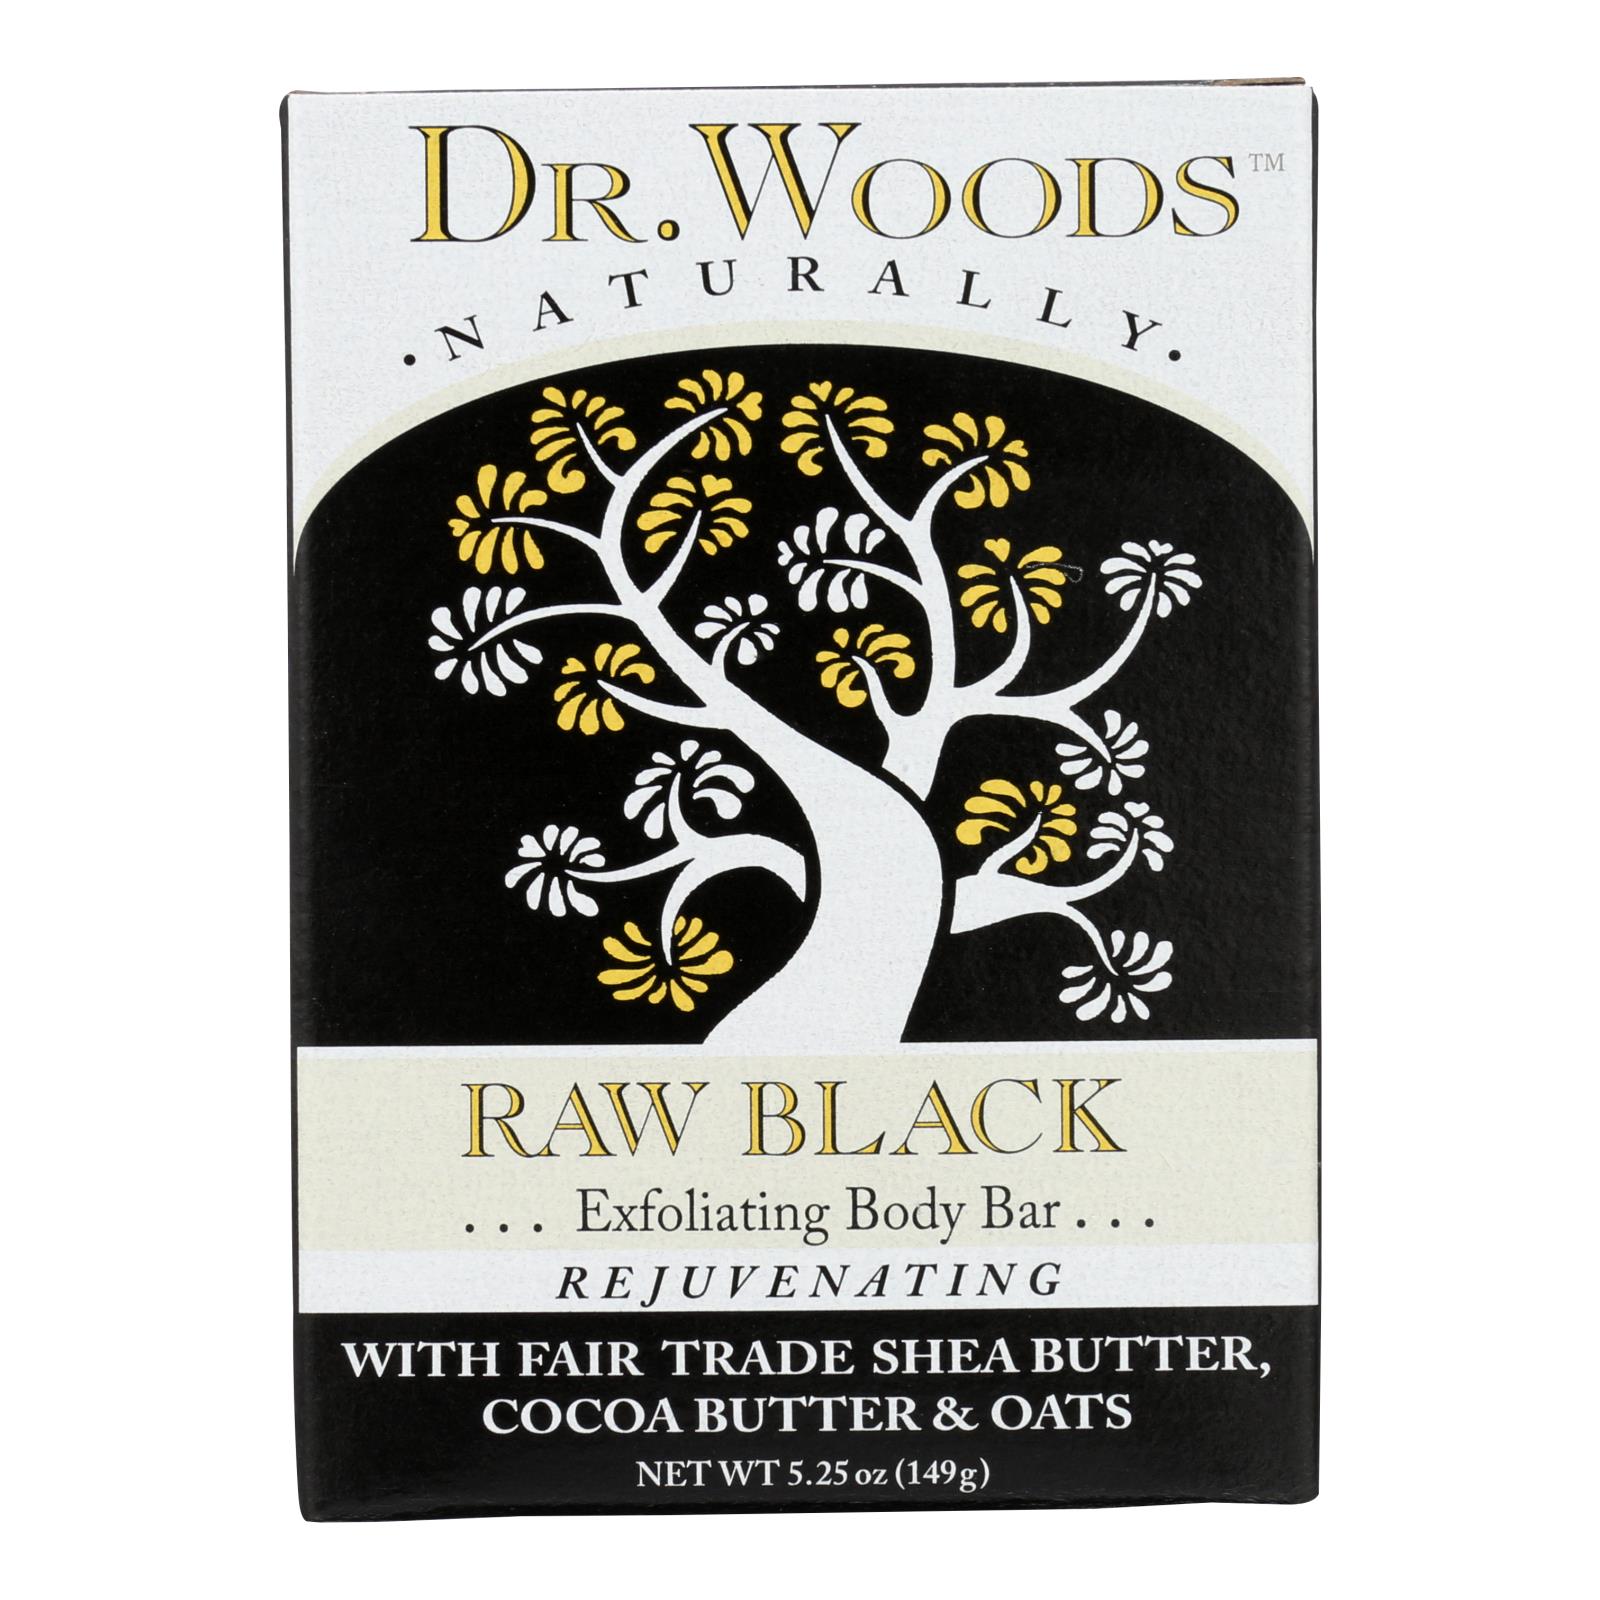 DR. WOODS™
• NATURALLY •
RAW BLACK
... Exfoliating Body Bar ...
REJUVENATING
WITH FAIR TRADE SHEA BUTTER,
COCOA BUTTER & OATS
NET WT 5.25 oz (149g)